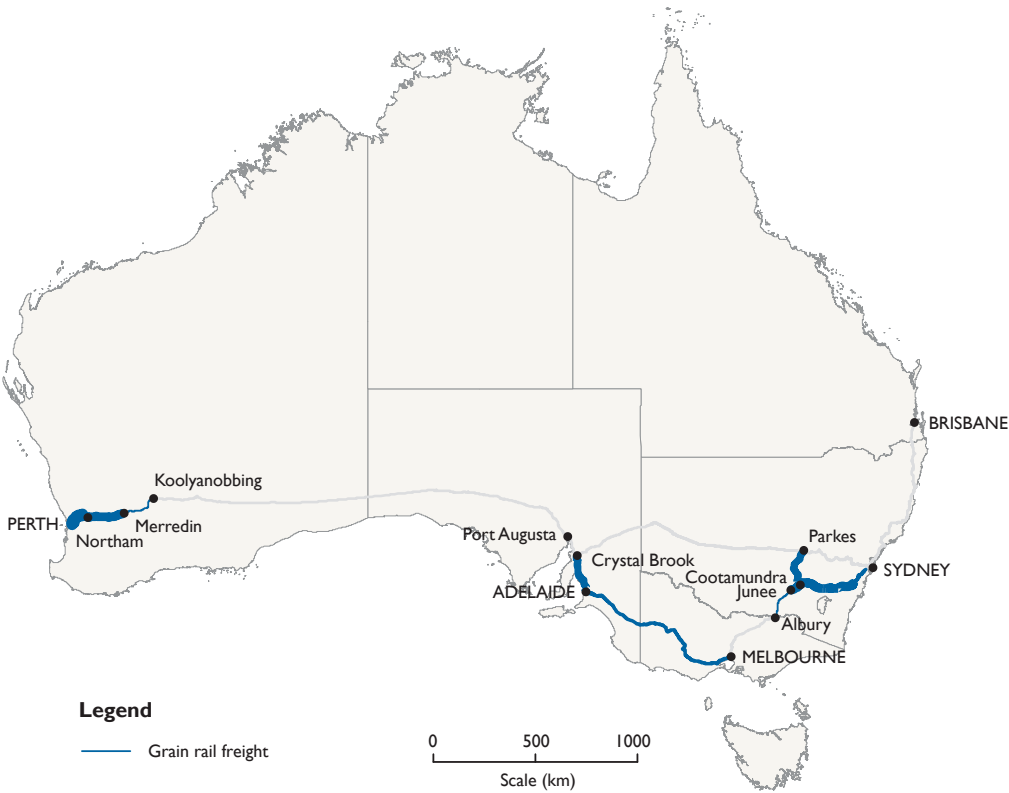 BRISBANE
Koolyanobbing
PERTH
Merredin
Northam
Port Augusta
Parkes
Crystal Brook
SYDNEY
Cootamundra
ADELAIDE
Junee
Albury
MELBOURNE
Legend
Grain rail freight
0 500 1000
Scale (km)